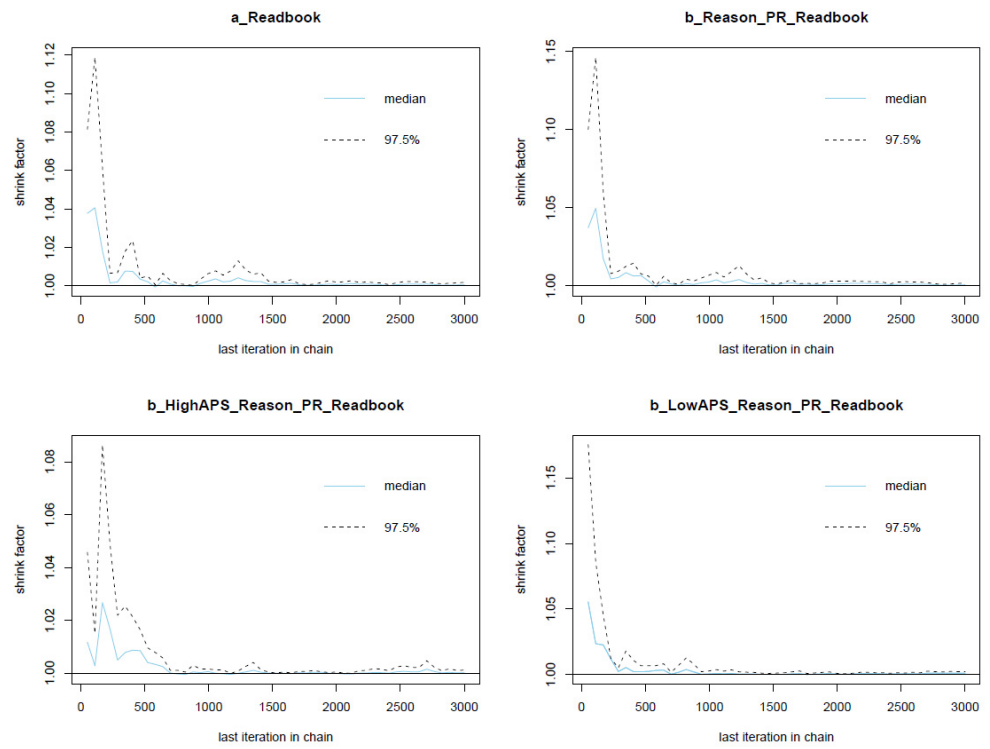 a_Readbook
shrink factor
1.00 1.02 1.04 1.06 1.08 1.10 1.12
median
97.5%
0 500 1000 1500 2000 2500 3000
last iteration in chain
b_Reason_PR_Readbook
shrink factor
1.00 1.05 1.10 1.15
median
97.5%
0 500 1000 1500 2000 2500 3000
last iteration in chain
b_HighAPS_Reason_PR_Readbook
shrink factor
1.00 1.02 1.04 1.06 1.08
median
97.5%
0 500 1000 1500 2000 2500 3000
last iteration in chain
b_LowAPS_Reason_PR_Readbook
shrink factor
1.00 1.05 1.10 1.15
median
97.5%
0 500 1000 1500 2000 2500 3000
last iteration in chain